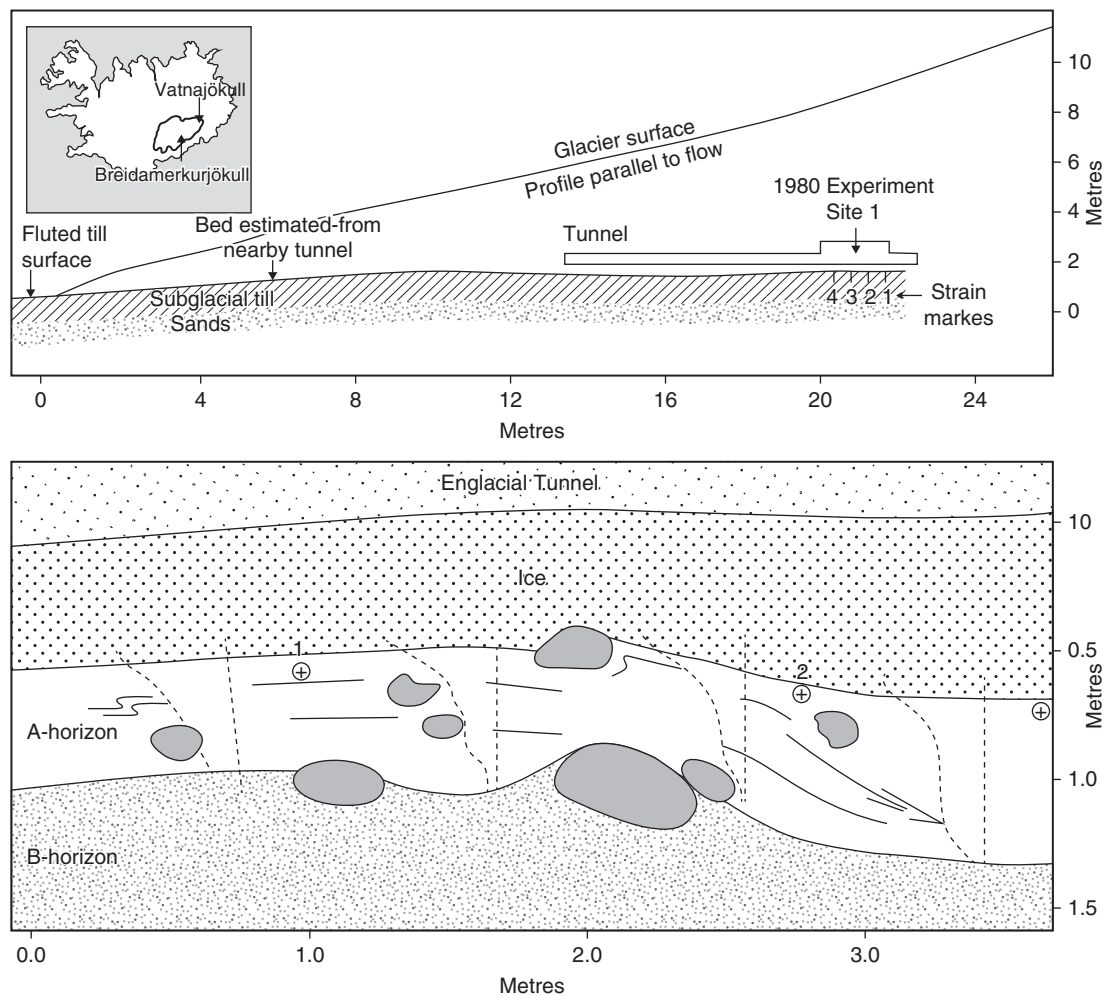 Vatnajökull
Breidamerkurjökull
Glacier surface
Profile parallel to flow
1980 Experiment
Site 1
Fluted till
surface
Bed estimated-from
nearby tunnel
Tunnel
Subglacial till
Sands
4 3 2 1
Strain
markes
10
8
6
4
2
0
Metres
0 4 8 12 16 20 24
Metres
Englacial Tunnel
Ice
1
2
A-horizon
B-horizon
10
0.5
1.0
1.5
Metres
0.0 1.0 2.0 3.0
Metres